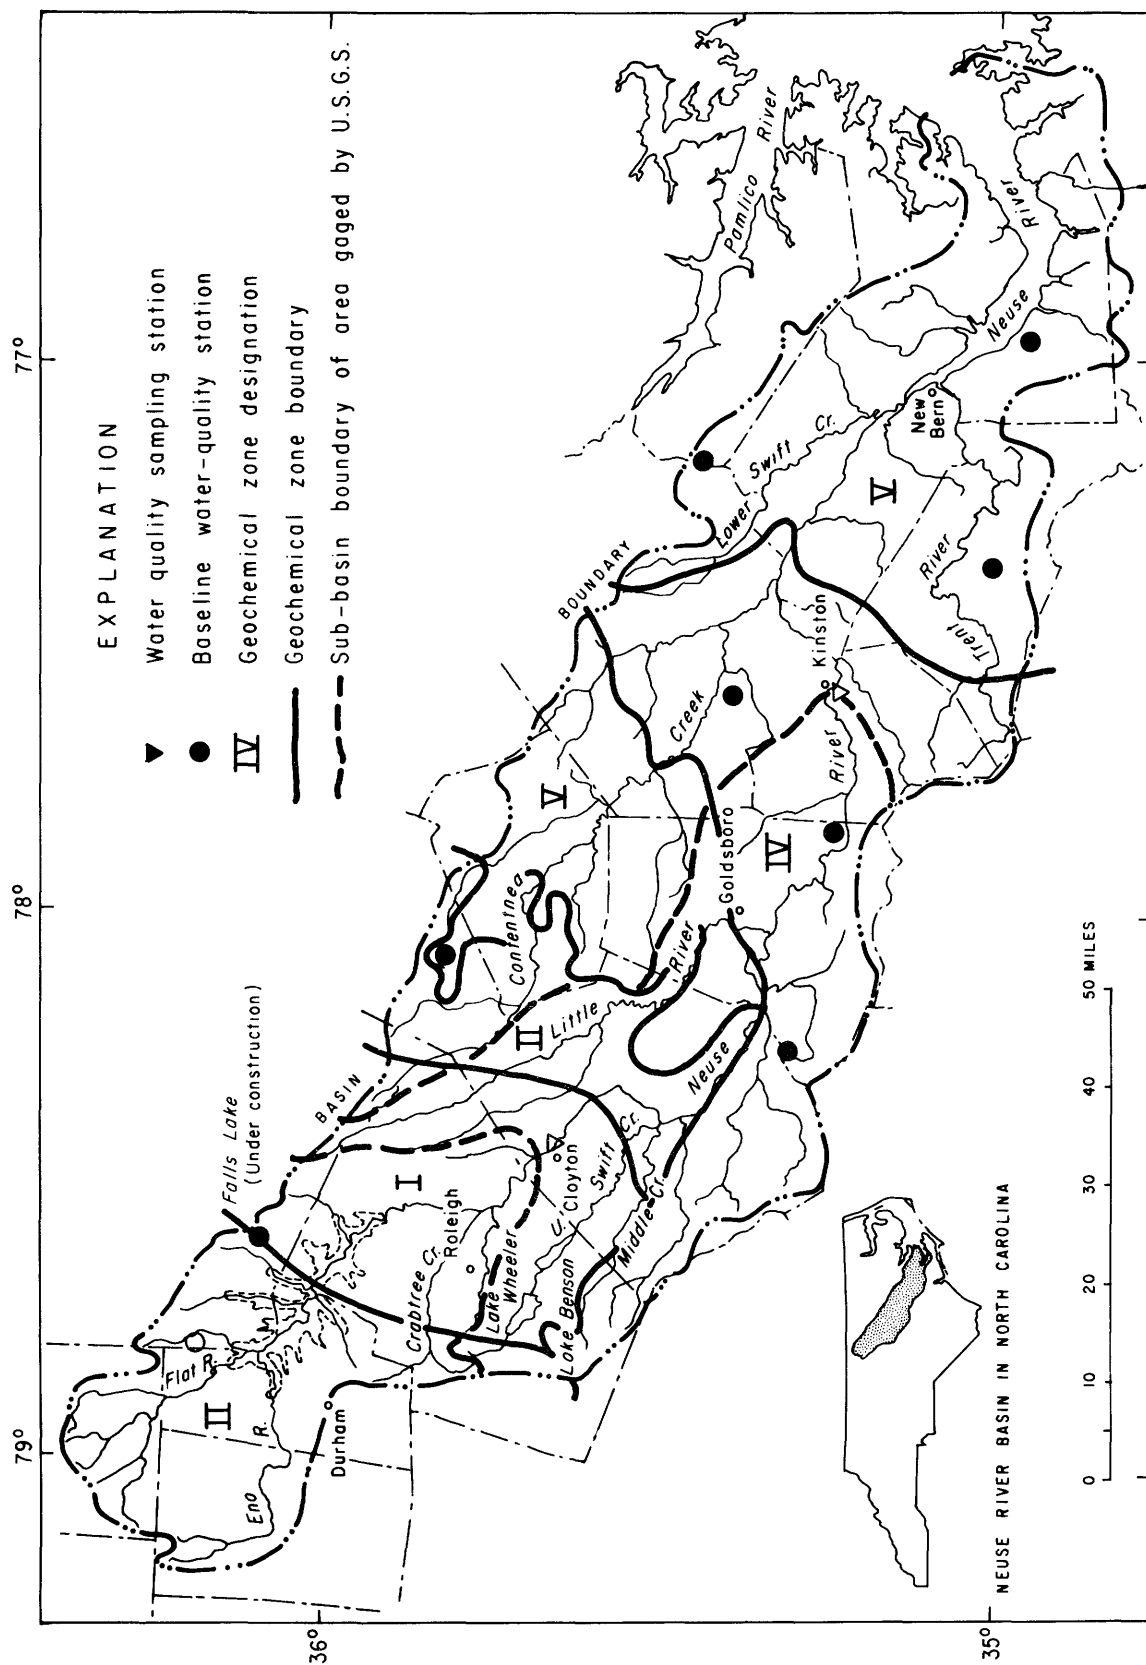 EXPLANATION
Water quality sampling station
Baseline water-quality station
IV
Geochemical zone designation
Geochemical zone boundary
Sub-basin boundary of area gaged by U.S.G.S.
79°
78°
77°
36°
35°
BASIN
BOUNDARY
Falls Lake
(Under construction)
Flat R.
II
Eno
R.
Durham
I
Crabtree Cr.
Roleigh
Lake
Wheeler
Lake Benson
U. Swift Cr.
Cloyton
Middle Cr.
II
Little
River
Contentnea
Creek
V
Neuse
River
Goldsboro
IV
Kinston
Lower
Swift
Cr.
V
Trent
River
New
Bern
Neuse
River
Pamlico
River
NEUSE RIVER BASIN IN NORTH CAROLINA
0 10 20 30 40 50 MILES